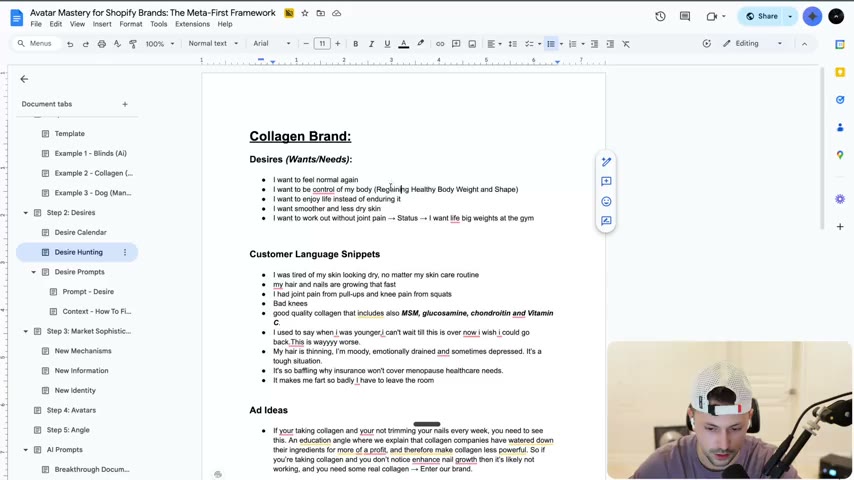 Avatar Mastery for Shopify Brands: The Meta-First Framework
File Edit View Insert Format Tools Extensions Help
Share
Menus 100% Normal text Arial 11 Editing
1 1 2 3 4 5 6 7
Document tabs
Template
Example 1 - Blinds (Ai)
Example 2 - Collagen (...
Example 3 - Dog (Man...
Step 2: Desires
Desire Calendar
Desire Hunting
Desire Prompts
Prompt - Desire
Context - How To Fi...
Step 3: Market Sophistic...
New Mechanisms
New Information
New Identity
Step 4: Avatars
Step 5: Angle
AI Prompts
Breakthrough Docum...
Collagen Brand:
Desires (Wants/Needs):
I want to feel normal again
I want to be control of my body (Regaining Healthy Body Weight and Shape)
I want to enjoy life instead of enduring it
I want smoother and less dry skin
I want to work out without joint pain → Status → I want life big weights at the gym
Customer Language Snippets
I was tired of my skin looking dry, no matter my skin care routine
my hair and nails are growing that fast
I had joint pain from pull-ups and knee pain from squats
Bad knees
good quality collagen that includes also MSM, glucosamine, chondroitin and Vitamin
C.
I used to say when i was younger,i can't wait till this is over now i wish i could go
back.This is wayyyy worse.
My hair is thinning, I'm moody, emotionally drained and sometimes depressed. It's a
tough situation.
It's so baffling why insurance won't cover menopause healthcare needs.
It makes me fart so badly I have to leave the room
Ad Ideas
If your taking collagen and your not trimming your nails every week, you need to see
this. An education angle where we explain that collagen companies have watered down
their ingredients for more of a profit, and therefore make collagen less powerful. So if
you're taking collagen and you don't notice enhance nail growth then it's likely not
working, and you need some real collagen → Enter our brand.